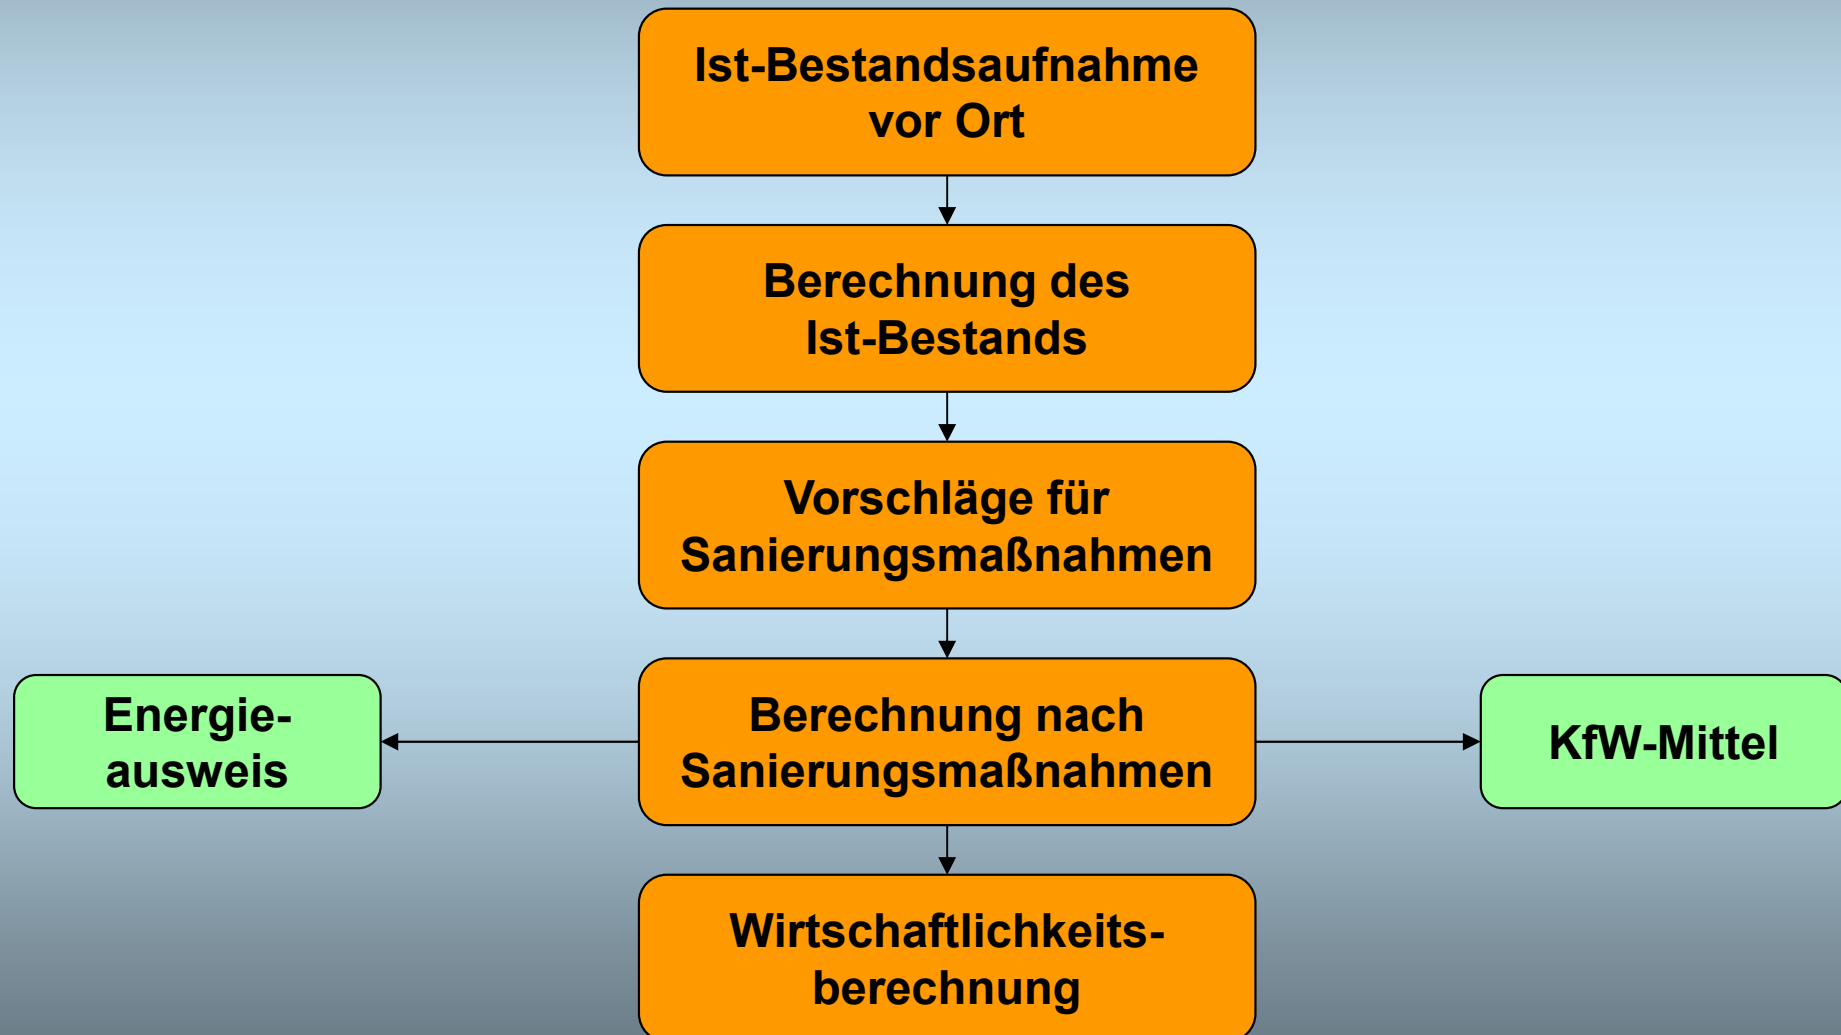 Ist-Bestandsaufnahme
vor Ort
Berechnung des
Ist-Bestands
Vorschläge für
Sanierungsmaßnahmen
Energie-
ausweis
Berechnung nach
Sanierungsmaßnahmen
KfW-Mittel
Wirtschaftlichkeits-
berechnung